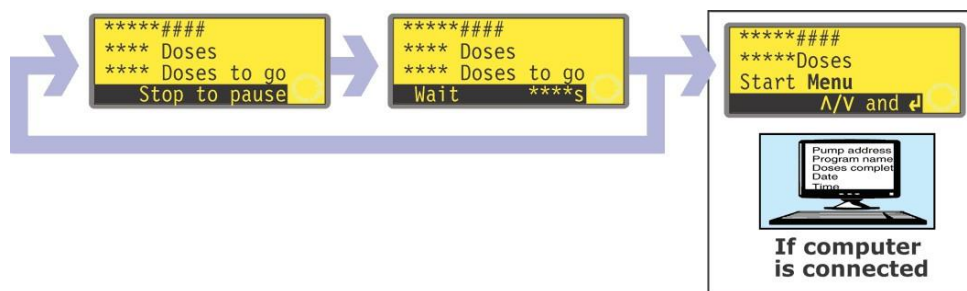 *****####
**** Doses
**** Doses to go
Stop to pause
*****####
**** Doses
**** Doses to go
Wait ****s
*****####
*****Doses
Start Menu
Λ/V and ↲
Pump address
Program name
Doses complet
Date
Time
If computer
is connected